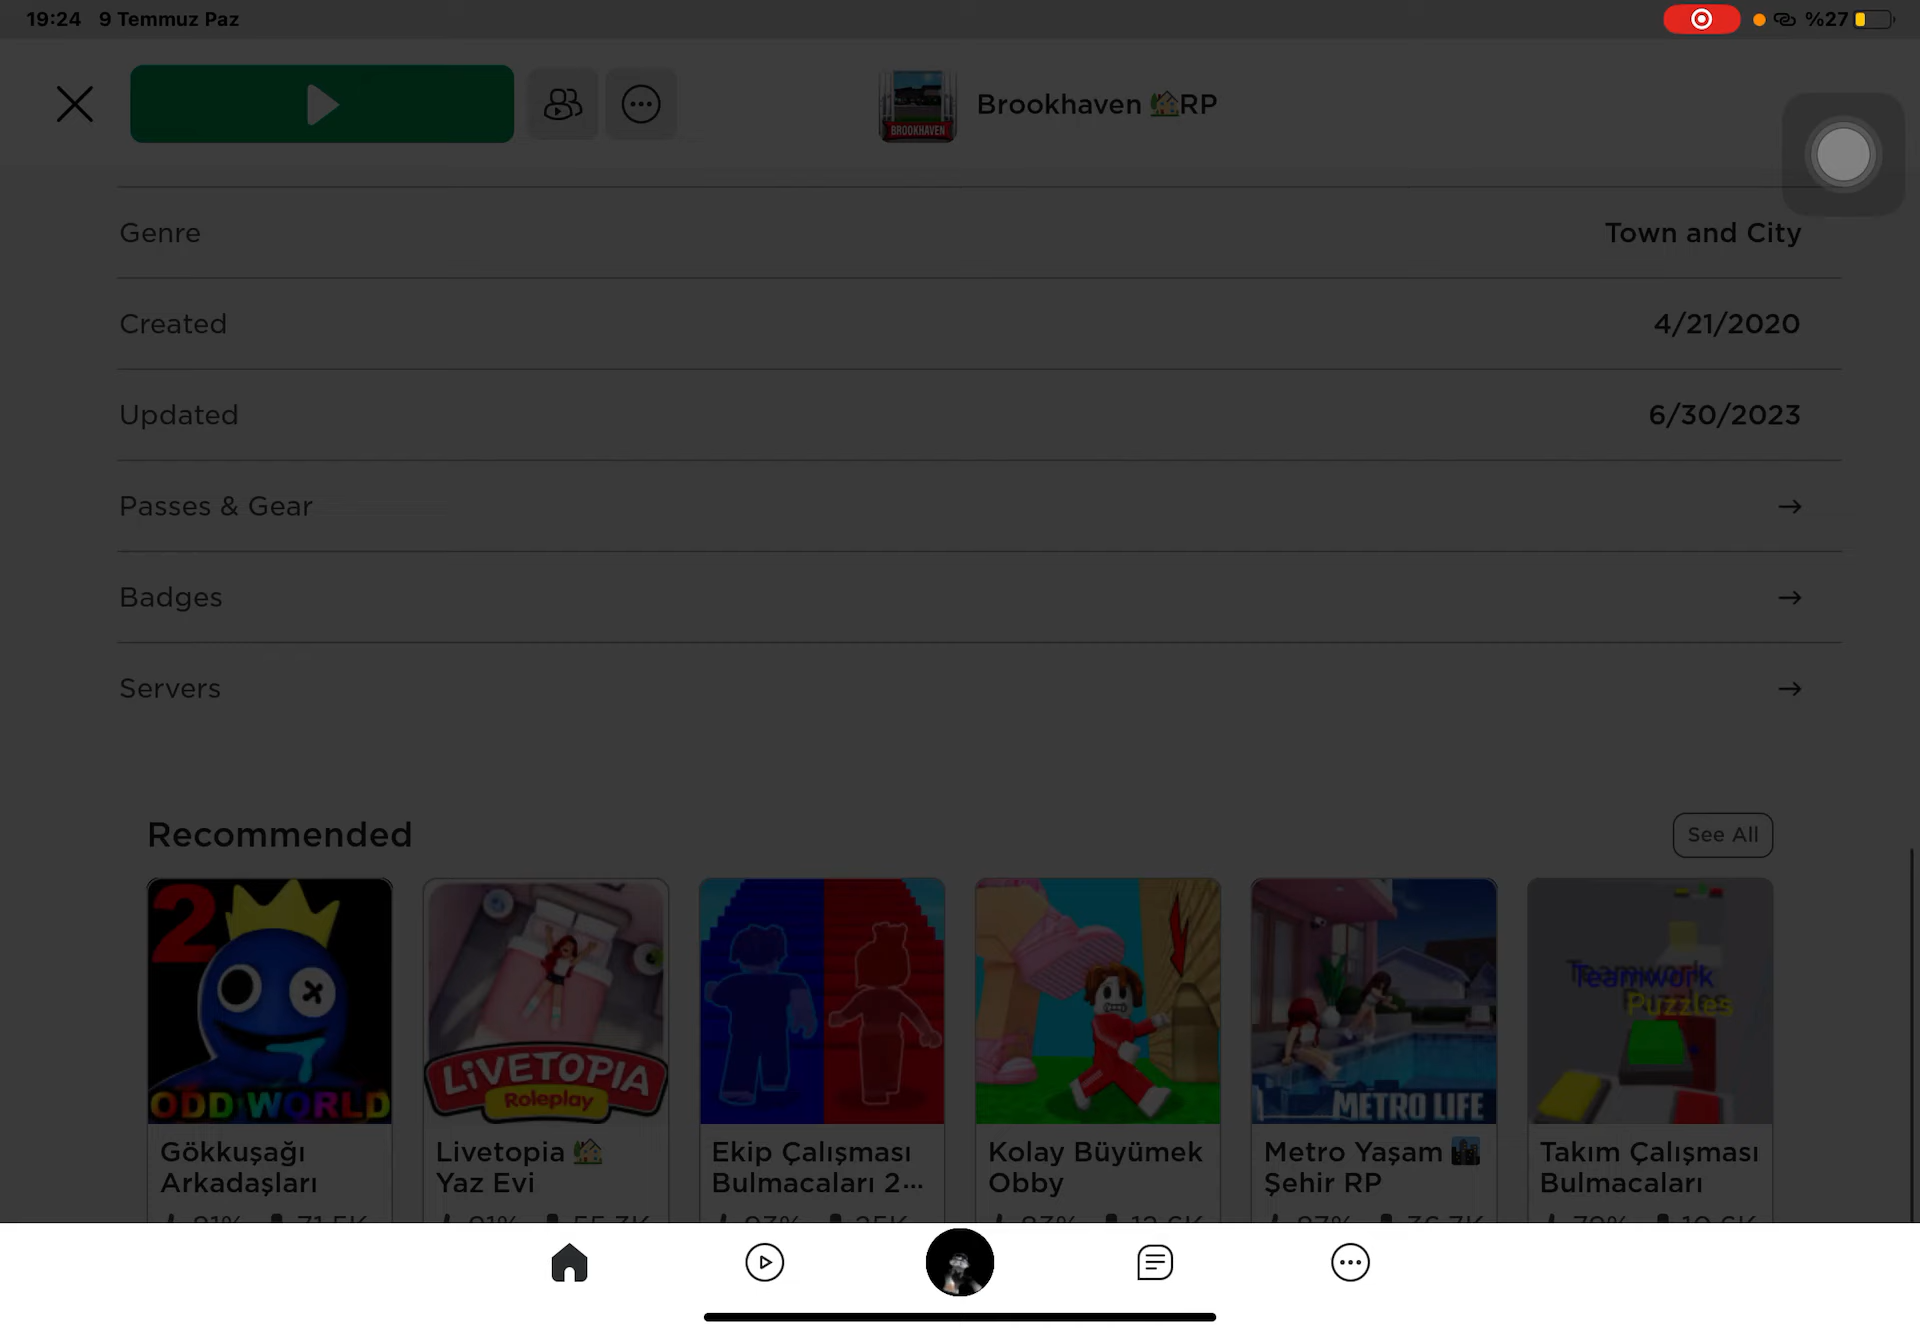 19:24 9 Temmuz Paz
%27
BROOKHAVEN
Brookhaven 🏡RP
Genre
Town and City
Created
4/21/2020
Updated
6/30/2023
Passes & Gear
→
Badges
→
Servers
→
Recommended
See All
2
ODD WORLD
LiVETOPIA
Roleplay
METRO LIFE
Teamwork
Puzzles
Gökkuşağı
Arkadaşları
Livetopia 🏡
Yaz Evi
Ekip Çalışması
Bulmacaları 2...
Kolay Büyümek
Obby
Metro Yaşam 🏙
Şehir RP
Takım Çalışması
Bulmacaları